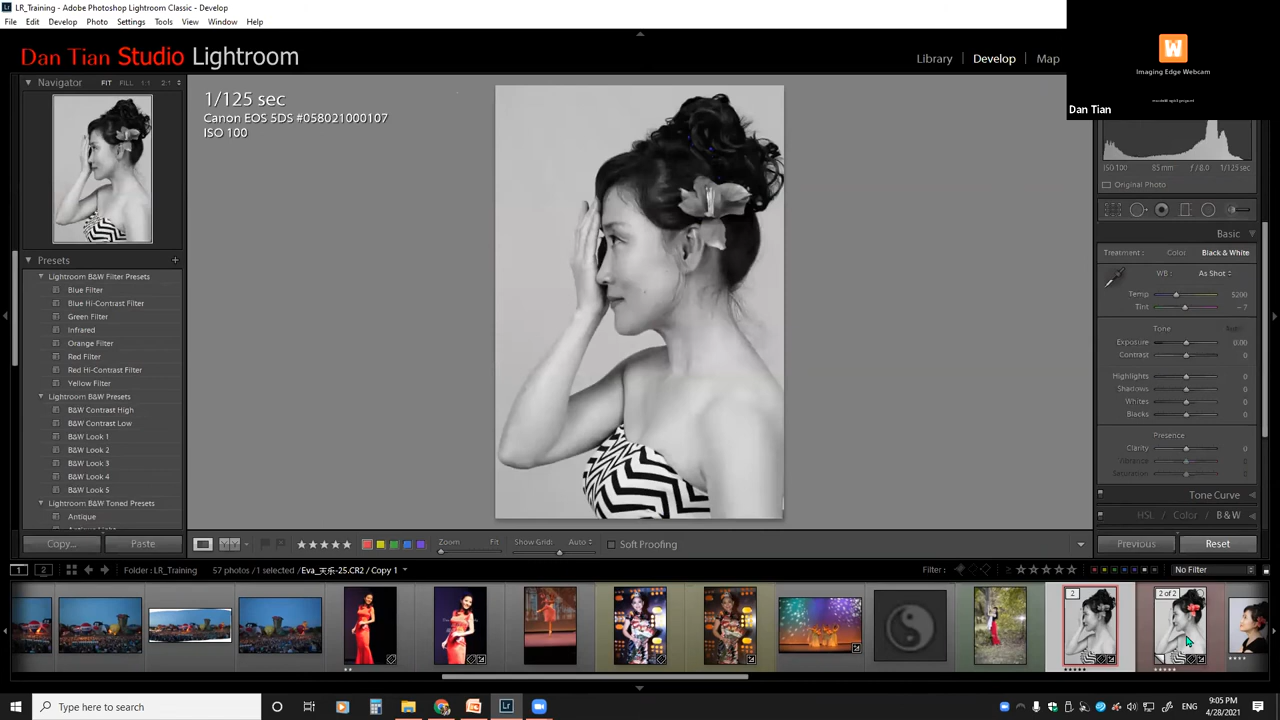 LR_Training - Adobe Photoshop Lightroom Classic - Develop
File Edit Develop Photo Settings Tools View Window Help
Dan Tian Studio Lightroom
Library Develop Map
Imaging Edge Webcam
Dan Tian
Navigator FIT FILL 1:1 2:1
1/125 sec
Canon EOS 5DS #058021000107
ISO 100
Presets +
Lightroom B&W Filter Presets
Blue Filter
Blue Hi-Contrast Filter
Green Filter
Infrared
Orange Filter
Red Filter
Red Hi-Contrast Filter
Yellow Filter
Lightroom B&W Presets
B&W Contrast High
B&W Contrast Low
B&W Look 1
B&W Look 2
B&W Look 3
B&W Look 4
B&W Look 5
Lightroom B&W Toned Presets
Antique
Copy... Paste
ISO 100 85 mm f / 8.0 1/125 sec
Original Photo
Basic
Treatment: Color Black & White
WB: As Shot
Temp 5200
Tint - 7
Tone Auto
Exposure 0.00
Contrast 0
Highlights 0
Shadows 0
Whites 0
Blacks 0
Presence
Clarity 0
Vibrance 0
Saturation 0
Tone Curve
HSL / Color / B & W
Previous Reset
Zoom Fit Show Grid: Auto Soft Proofing
1 2 Folder: LR_Training 57 photos /1 selected /Eva_天乐-25.CR2 / Copy 1 Filter : No Filter
2 2 of 2
Type here to search
ENG 9:05 PM
4/28/2021